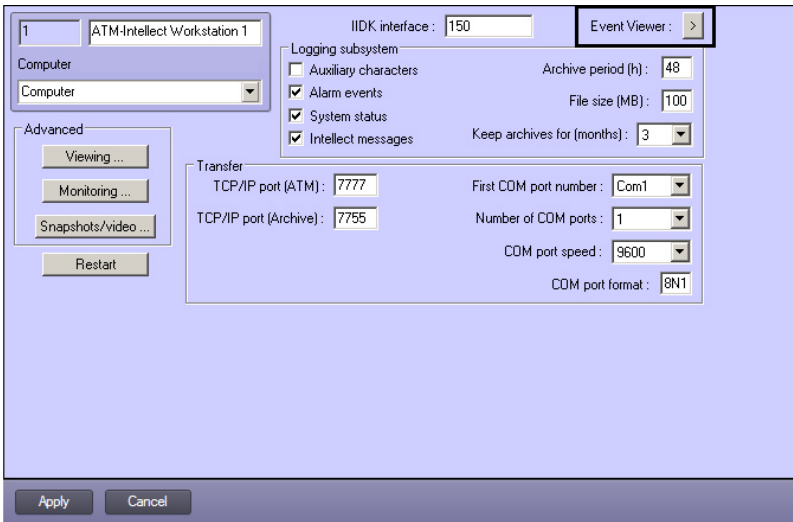 1 ATM-Intellect Workstation 1
IIDK interface : 150
Event Viewer : >
Computer
Computer
Logging subsystem
Auxiliary characters
Archive period (h) : 48
Alarm events
File size (MB) : 100
System status
Intellect messages
Keep archives for (months) : 3
Advanced
Viewing ...
Monitoring ...
Snapshots/video ...
Restart
Transfer
TCP/IP port (ATM) : 7777
First COM port number : Com1
TCP/IP port (Archive) : 7755
Number of COM ports : 1
COM port speed : 9600
COM port format : 8N1
Apply
Cancel